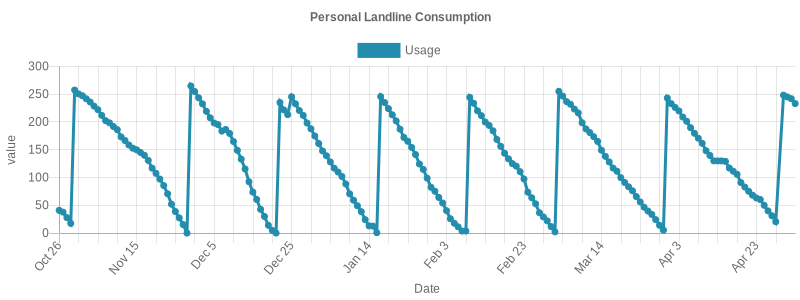 Personal Landline Consumption
Usage
300
250
200
150
100
50
0
value
Oct 26
Nov 15
Dec 5
Dec 25
Jan 14
Feb 3
Feb 23
Mar 14
Apr 3
Apr 23
Date